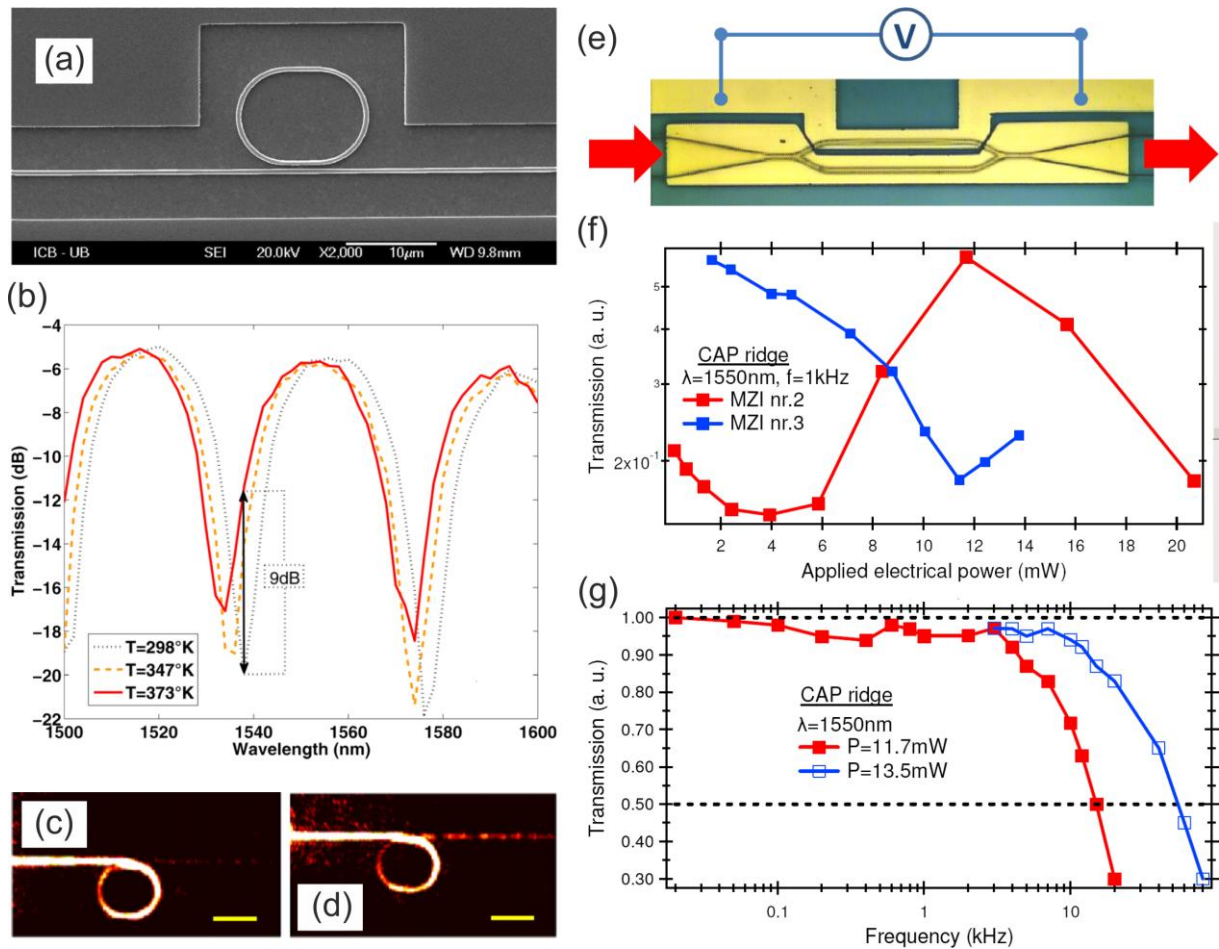 (a)
ICB - UB SEI 20.0kV X2,000 10μm WD 9.8mm
(b)
Transmission (dB)
−4
−6
−8
−10
−12
−14
−16
−18
−20
−22
9dB
T=298°K
T=347°K
T=373°K
1500 1520 1540 1560 1580 1600
Wavelength (nm)
(c)
(d)
(e)
V
(f)
Transmission (a. u.)
5
4
3
2x10⁻¹
CAP ridge
λ=1550nm, f=1kHz
MZI nr.2
MZI nr.3
2 4 6 8 10 12 14 16 18 20
Applied electrical power (mW)
(g)
Transmission (a. u.)
1.00
0.90
0.80
0.70
0.60
0.50
0.40
0.30
CAP ridge
λ=1550nm
P=11.7mW
P=13.5mW
0.1 1 10
Frequency (kHz)